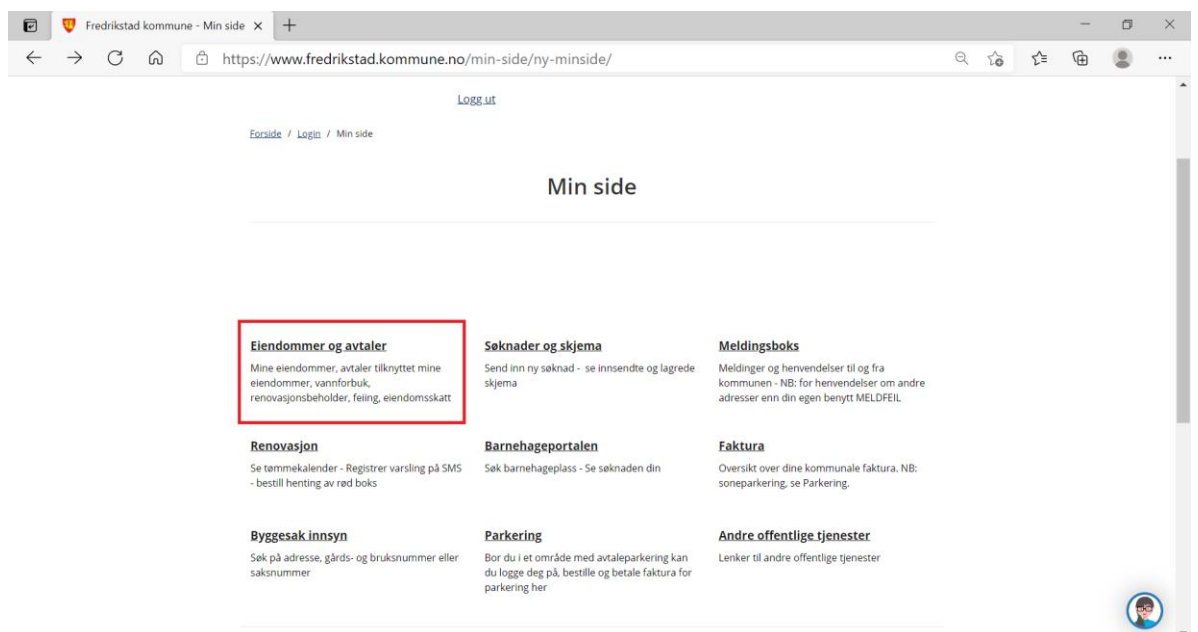 Fredrikstad kommune - Min side
https://www.fredrikstad.kommune.no/min-side/ny-minside/
Logg ut
Forside / Login / Min side
Min side
Eiendommer og avtaler
Mine eiendommer, avtaler tilknyttet mine
eiendommer, vannforbuk,
renovasjonsbeholder, feiing, eiendomsskatt
Søknader og skjema
Send inn ny søknad - se innsendte og lagrede
skjema
Meldingsboks
Meldinger og henvendelser til og fra
kommunen - NB: for henvendelser om andre
adresser enn din egen benytt MELDFEIL
Renovasjon
Se tømmekalender - Registrer varsling på SMS
- bestill henting av rød boks
Barnehageportalen
Søk barnehageplass - Se søknaden din
Faktura
Oversikt over dine kommunale faktura. NB:
soneparkering, se Parkering.
Byggesak innsyn
Søk på adresse, gårds- og bruksnummer eller
saksnummer
Parkering
Bor du i et område med avtaleparkering kan
du logge deg på, bestille og betale faktura for
parkering her
Andre offentlige tjenester
Lenker til andre offentlige tjenester